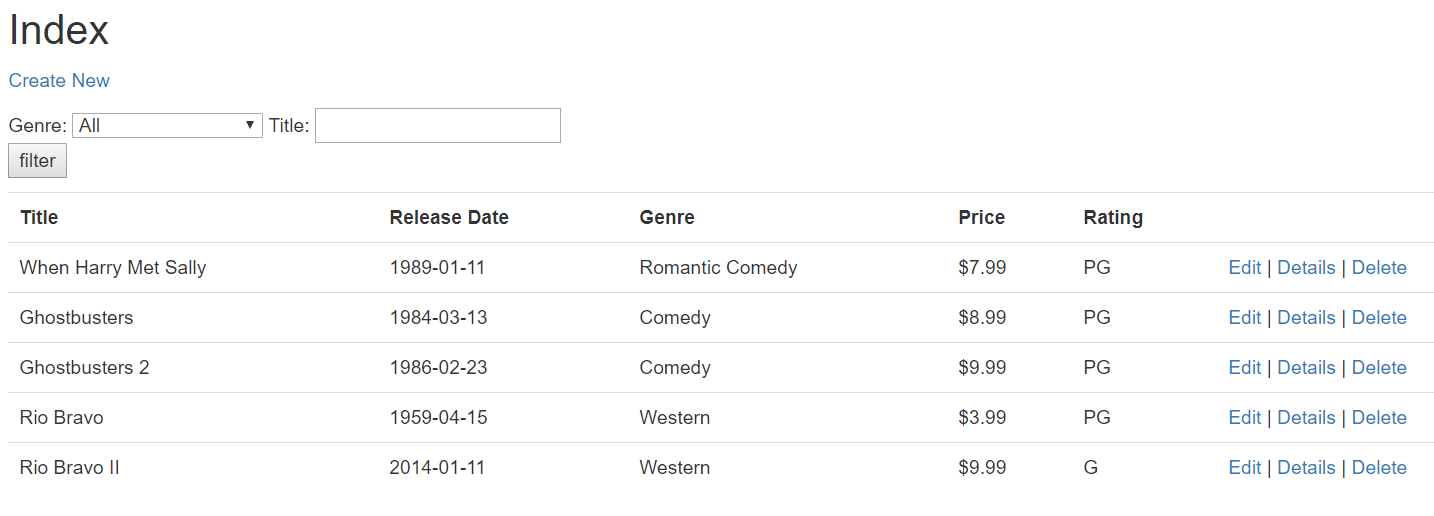 Index
Create New
Genre: All Title:
filter
Title Release Date Genre Price Rating
When Harry Met Sally 1989-01-11 Romantic Comedy $7.99 PG Edit | Details | Delete
Ghostbusters 1984-03-13 Comedy $8.99 PG Edit | Details | Delete
Ghostbusters 2 1986-02-23 Comedy $9.99 PG Edit | Details | Delete
Rio Bravo 1959-04-15 Western $3.99 PG Edit | Details | Delete
Rio Bravo II 2014-01-11 Western $9.99 G Edit | Details | Delete